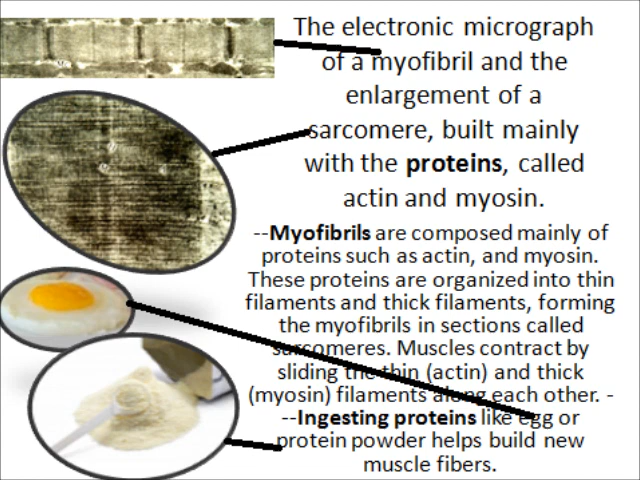 The electronic micrograph
of a myofibril and the
enlargement of a
sarcomere, built mainly
with the proteins, called
actin and myosin.
--Myofibrils are composed mainly of
proteins such as actin, and myosin.
These proteins are organized into thin
filaments and thick filaments, forming
the myofibrils in sections called
sarcomeres. Muscles contract by
sliding the thin (actin) and thick
(myosin) filaments along each other. -
--Ingesting proteins like egg or
protein powder helps build new
muscle fibers.